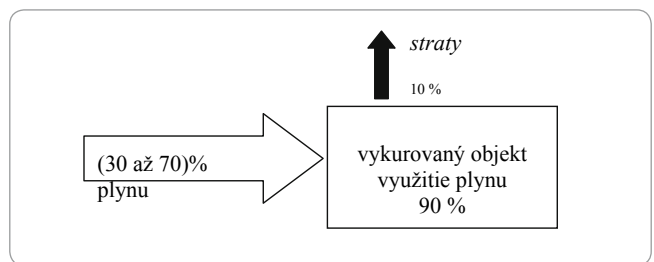 straty
10 %
(30 až 70)%
plynu
vykurovaný objekt
využitie plynu
90 %